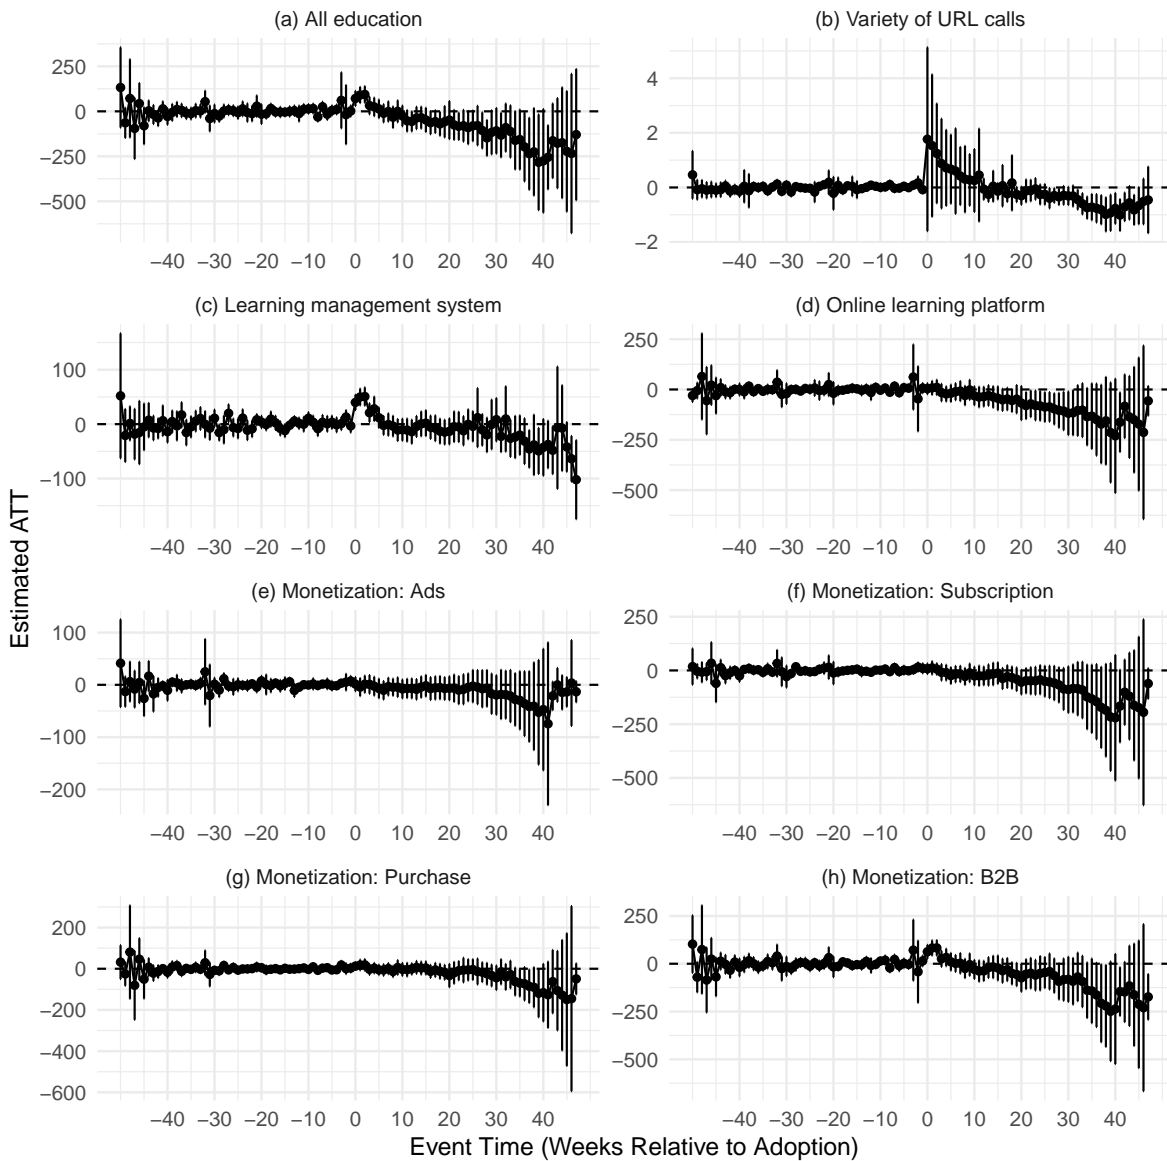 (a) All education
(b) Variety of URL calls
250
0
−250
−500
−40 −30 −20 −10 0 10 20 30 40
4
2
0
−2
−40 −30 −20 −10 0 10 20 30 40
(c) Learning management system
(d) Online learning platform
100
0
−100
−40 −30 −20 −10 0 10 20 30 40
250
0
−250
−500
−40 −30 −20 −10 0 10 20 30 40
Estimated ATT
(e) Monetization: Ads
(f) Monetization: Subscription
100
0
−100
−200
−40 −30 −20 −10 0 10 20 30 40
250
0
−250
−500
−40 −30 −20 −10 0 10 20 30 40
(g) Monetization: Purchase
(h) Monetization: B2B
200
0
−200
−400
−600
−40 −30 −20 −10 0 10 20 30 40
250
0
−250
−500
−40 −30 −20 −10 0 10 20 30 40
Event Time (Weeks Relative to Adoption)